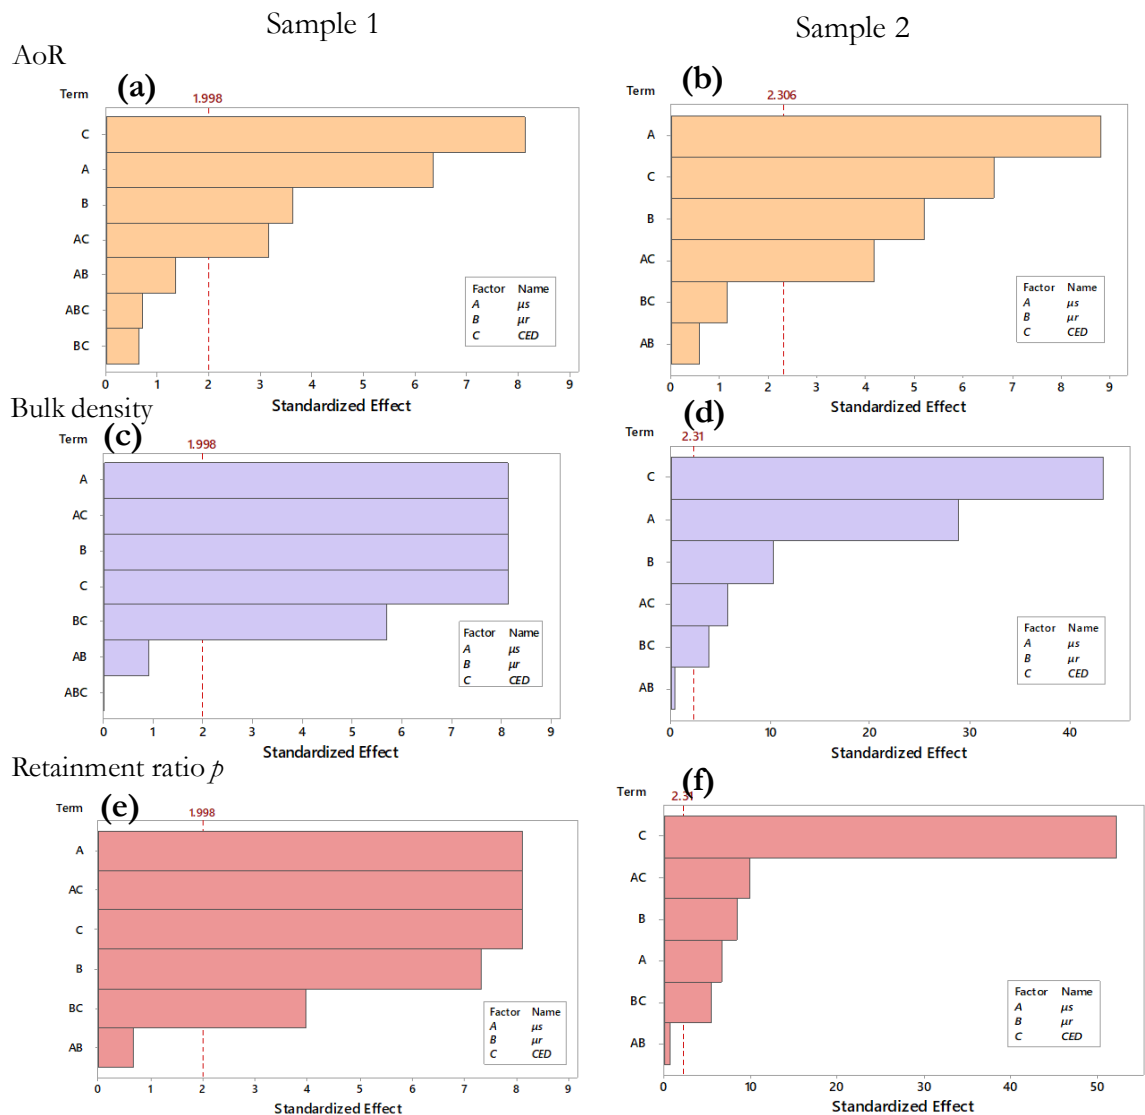 Sample 1
Sample 2
AoR
(a)
Term
1.998
C
A
B
AC
AB
ABC
BC
Factor Name
A μs
B μr
C CED
0 1 2 3 4 5 6 7 8 9
Standardized Effect
(b)
Term
2.306
A
C
B
AC
BC
AB
Factor Name
A μs
B μr
C CED
0 1 2 3 4 5 6 7 8 9
Standardized Effect
Bulk density
(c)
Term
1.998
A
AC
B
C
BC
AB
ABC
Factor Name
A μs
B μr
C CED
0 1 2 3 4 5 6 7 8 9
Standardized Effect
(d)
Term
2.31
C
A
B
AC
BC
AB
Factor Name
A μs
B μr
C CED
0 10 20 30 40
Standardized Effect
Retainment ratio p
(e)
Term
1.998
A
AC
C
B
BC
AB
Factor Name
A μs
B μr
C CED
0 1 2 3 4 5 6 7 8 9
Standardized Effect
(f)
Term
2.31
C
AC
B
A
BC
AB
Factor Name
A μs
B μr
C CED
0 10 20 30 40 50
Standardized Effect